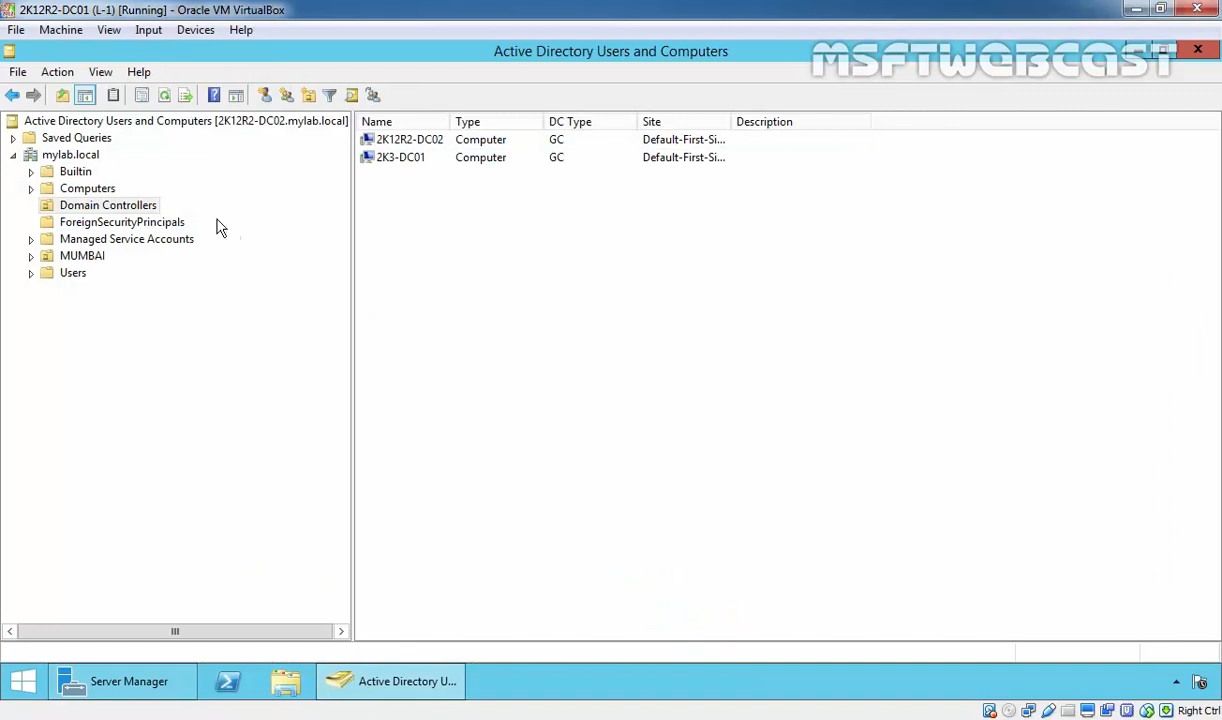 2K12R2-DC01 (L-1) [Running] - Oracle VM VirtualBox
File Machine View Input Devices Help
Active Directory Users and Computers
MSFTWEBCAST
File Action View Help
Active Directory Users and Computers [2K12R2-DC02.mylab.local]
Saved Queries
mylab.local
Builtin
Computers
Domain Controllers
ForeignSecurityPrincipals
Managed Service Accounts
MUMBAI
Users
Name Type DC Type Site Description
2K12R2-DC02 Computer GC Default-First-Si...
2K3-DC01 Computer GC Default-First-Si...
Server Manager
Active Directory U...
Right Ctrl